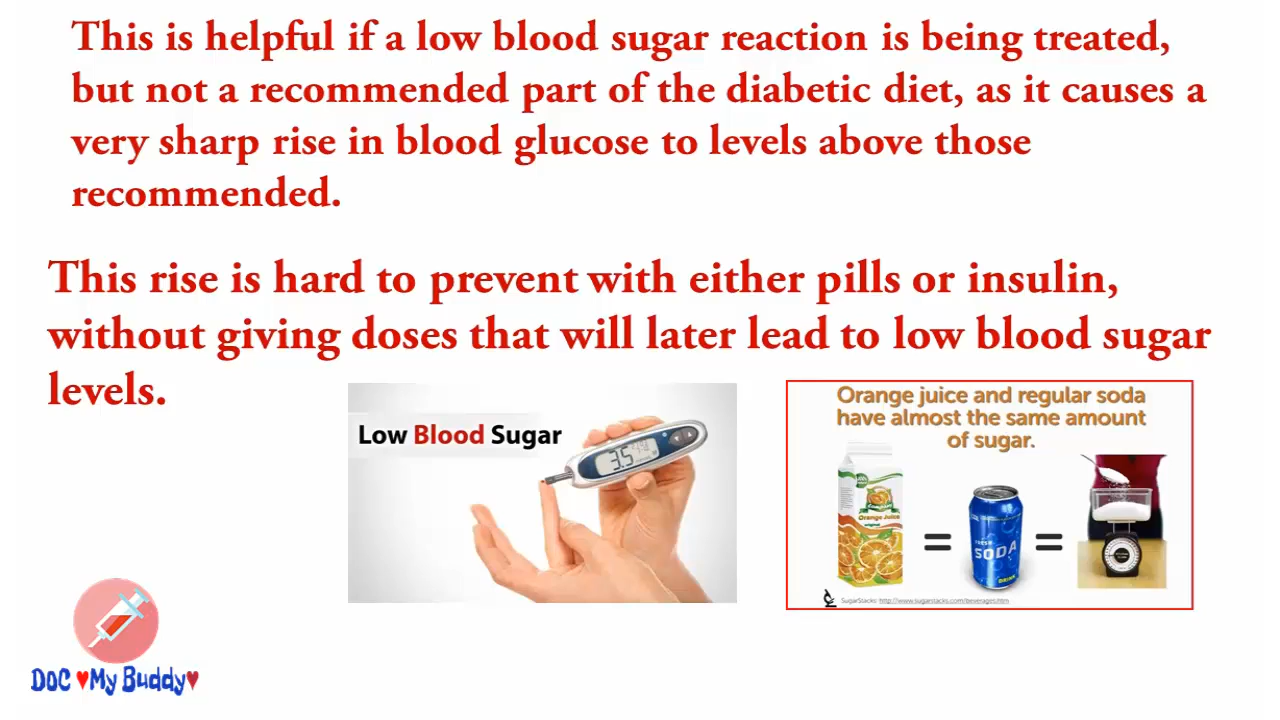 This is helpful if a low blood sugar reaction is being treated,
but not a recommended part of the diabetic diet, as it causes a
very sharp rise in blood glucose to levels above those
recommended.
This rise is hard to prevent with either pills or insulin,
without giving doses that will later lead to low blood sugar
levels.
Low Blood Sugar
3.5
Orange juice and regular soda
have almost the same amount
of sugar.
Orange Juice
=
FRESH
SODA
DRINK
=
SugarStacks: http://www.sugarstacks.com/beverages.htm
DOC ♥My Buddy♥